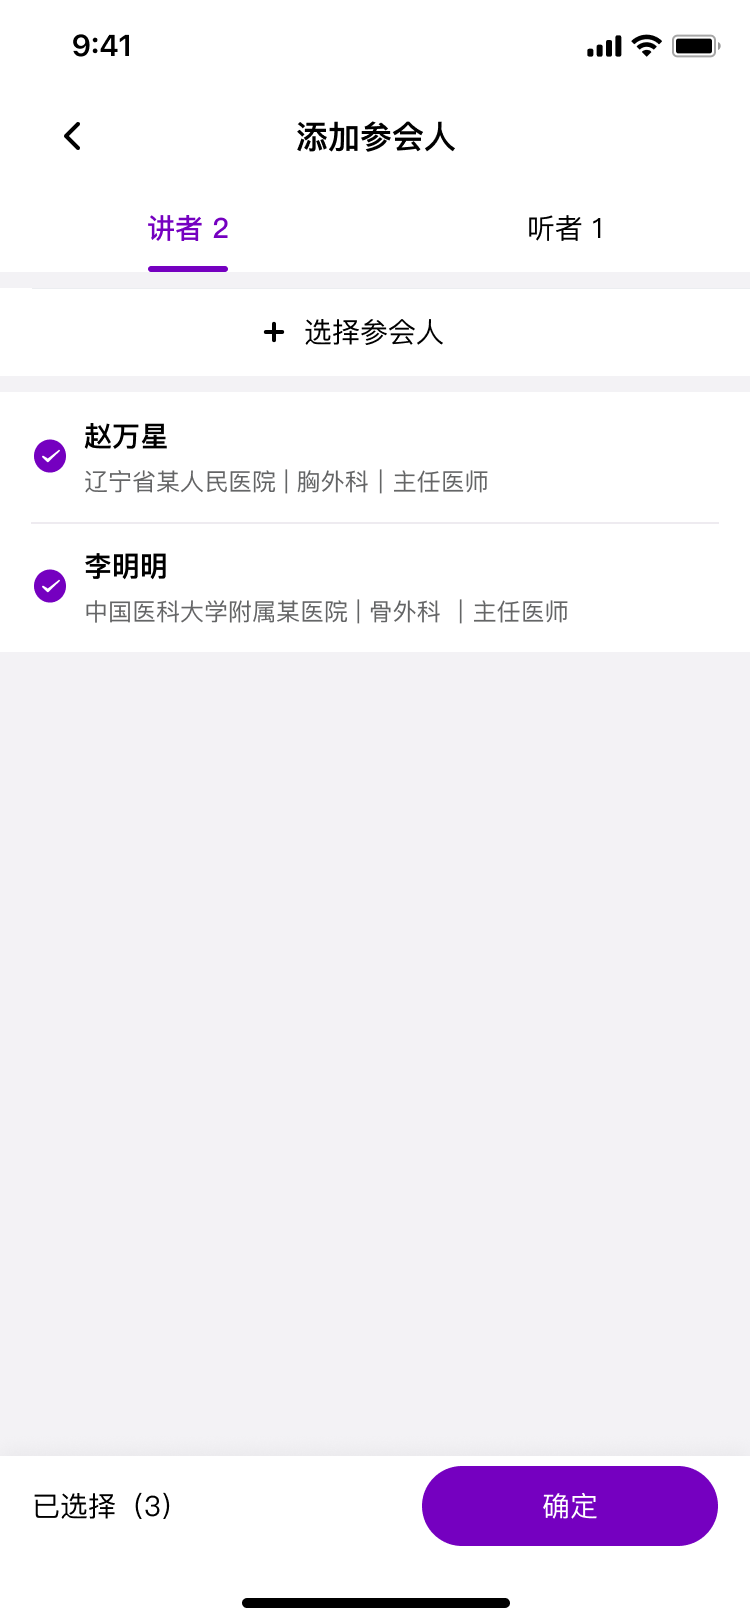 9:41
添加参会人
讲者 2
听者 1
+ 选择参会人
赵万星
辽宁省某人民医院 | 胸外科 | 主任医师
李明明
中国医科大学附属某医院 | 骨外科 | 主任医师
已选择（3）
确定